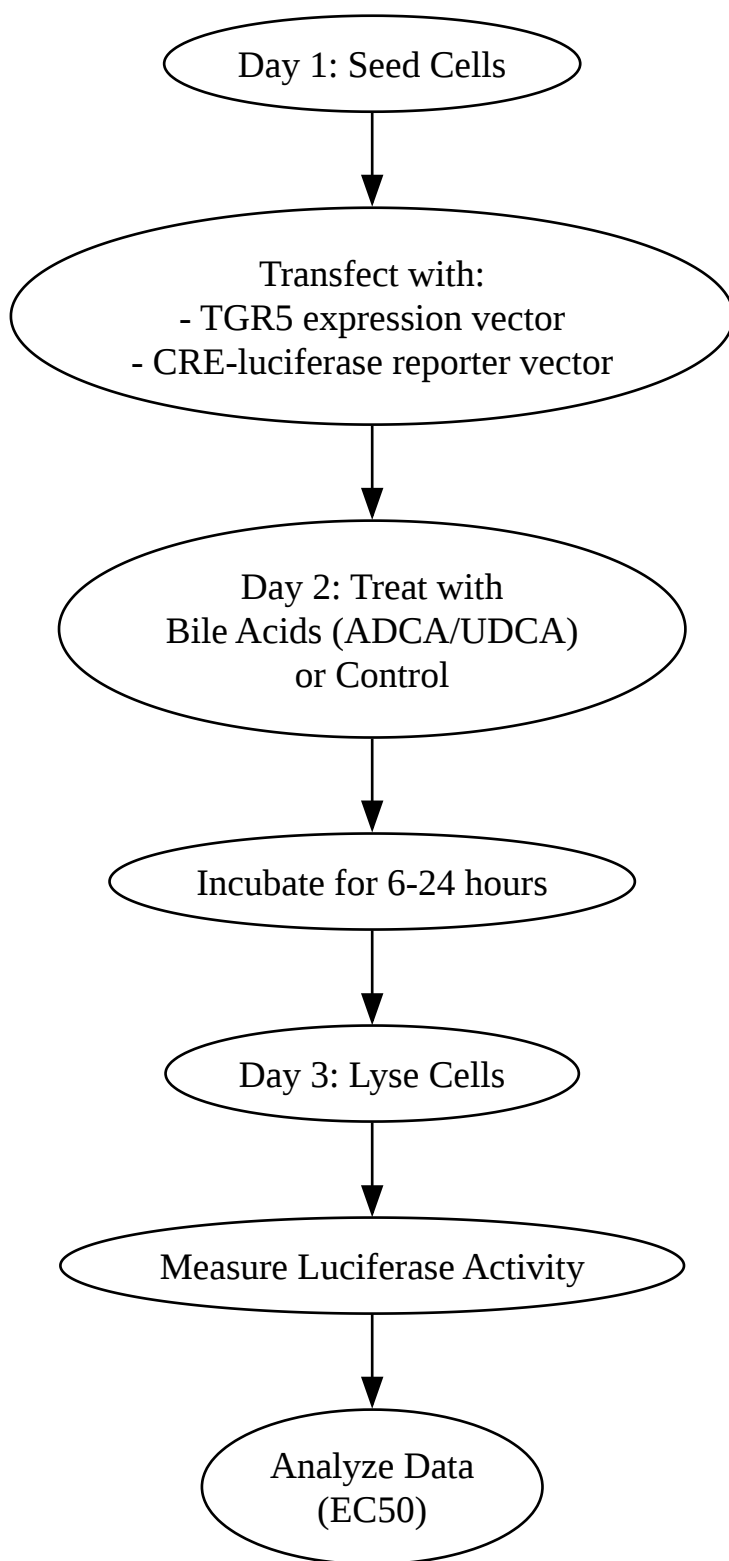 Day 1: Seed Cells
Transfect with:
- TGR5 expression vector
- CRE-luciferase reporter vector
Day 2: Treat with
Bile Acids (ADCA/UDCA)
or Control
Incubate for 6-24 hours
Day 3: Lyse Cells
Measure Luciferase Activity
Analyze Data
(EC50)